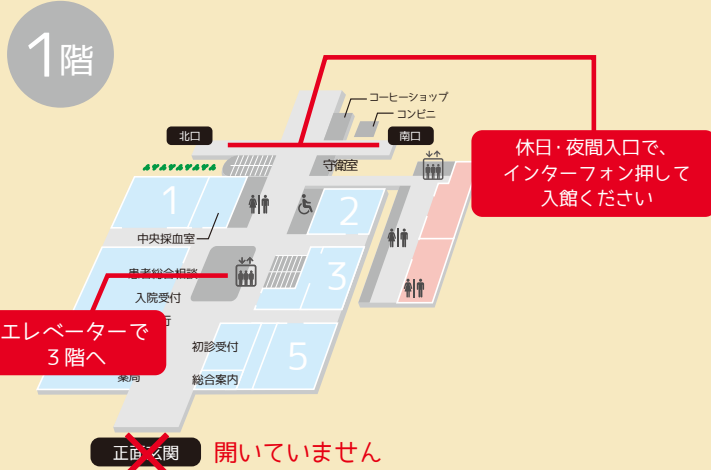 1階
コーヒーショップ
コンビニ
北口
南口
守衛室
休日・夜間入口で、
インターフォン押して
入館ください
1
2
中央採血室
患者総合相談
3
入院受付
エレベーターで
3階へ
行
初診受付
5
薬局
総合案内
正面玄関
開いていません